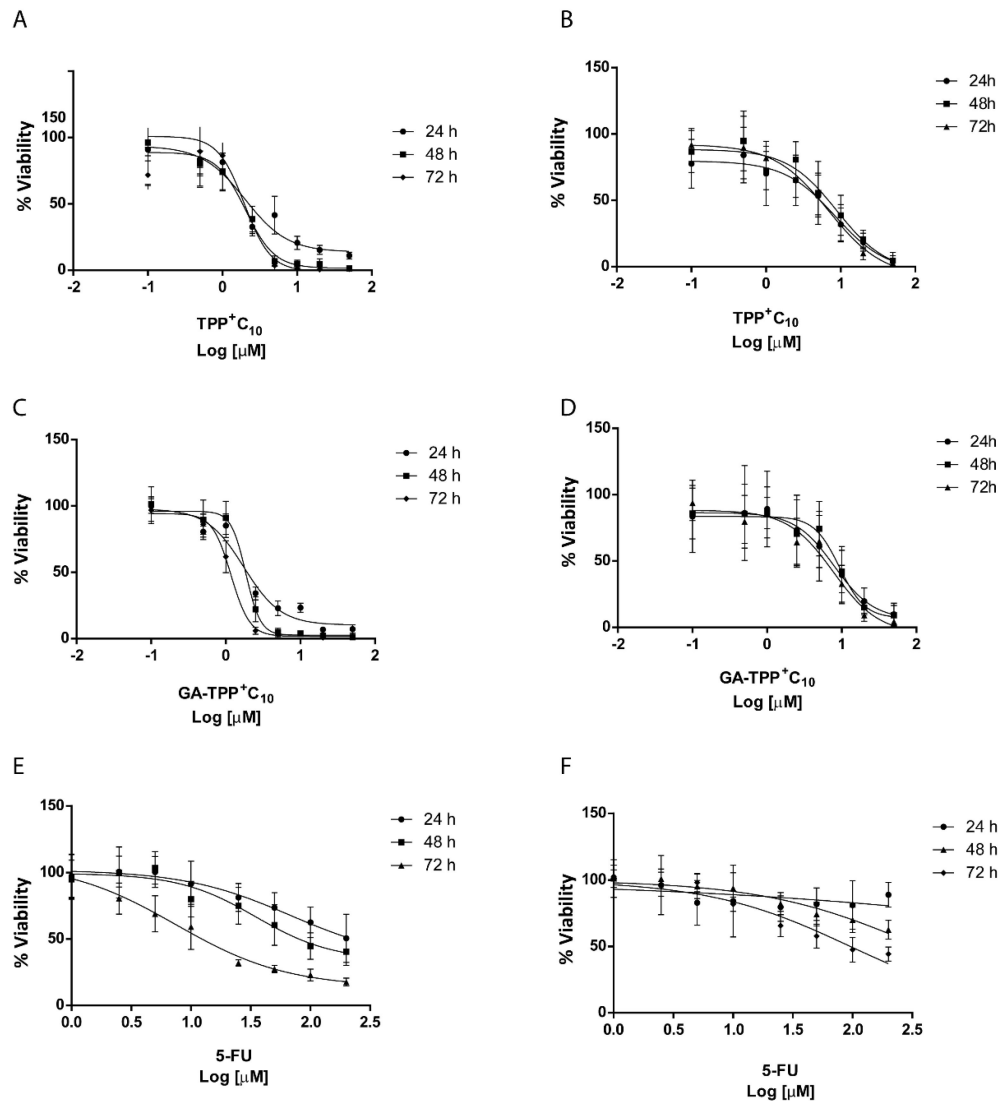 A
% Viability
150
100
50
0
-2
-1
0
1
2
TPP⁺C₁₀
Log [μM]
24 h
48 h
72 h
B
% Viability
150
100
50
0
-2
-1
0
1
2
TPP⁺C₁₀
Log [μM]
24h
48h
72h
C
% Viability
150
100
50
0
-2
-1
0
1
2
GA-TPP⁺C₁₀
Log [μM]
24 h
48 h
72 h
D
% Viability
150
100
50
0
-2
-1
0
1
2
GA-TPP⁺C₁₀
Log [μM]
24h
48h
72h
E
% Viability
150
100
50
0
0.0
0.5
1.0
1.5
2.0
2.5
5-FU
Log [μM]
24 h
48 h
72 h
F
% Viability
150
100
50
0
0.0
0.5
1.0
1.5
2.0
2.5
5-FU
Log [μM]
24 h
48 h
72 h